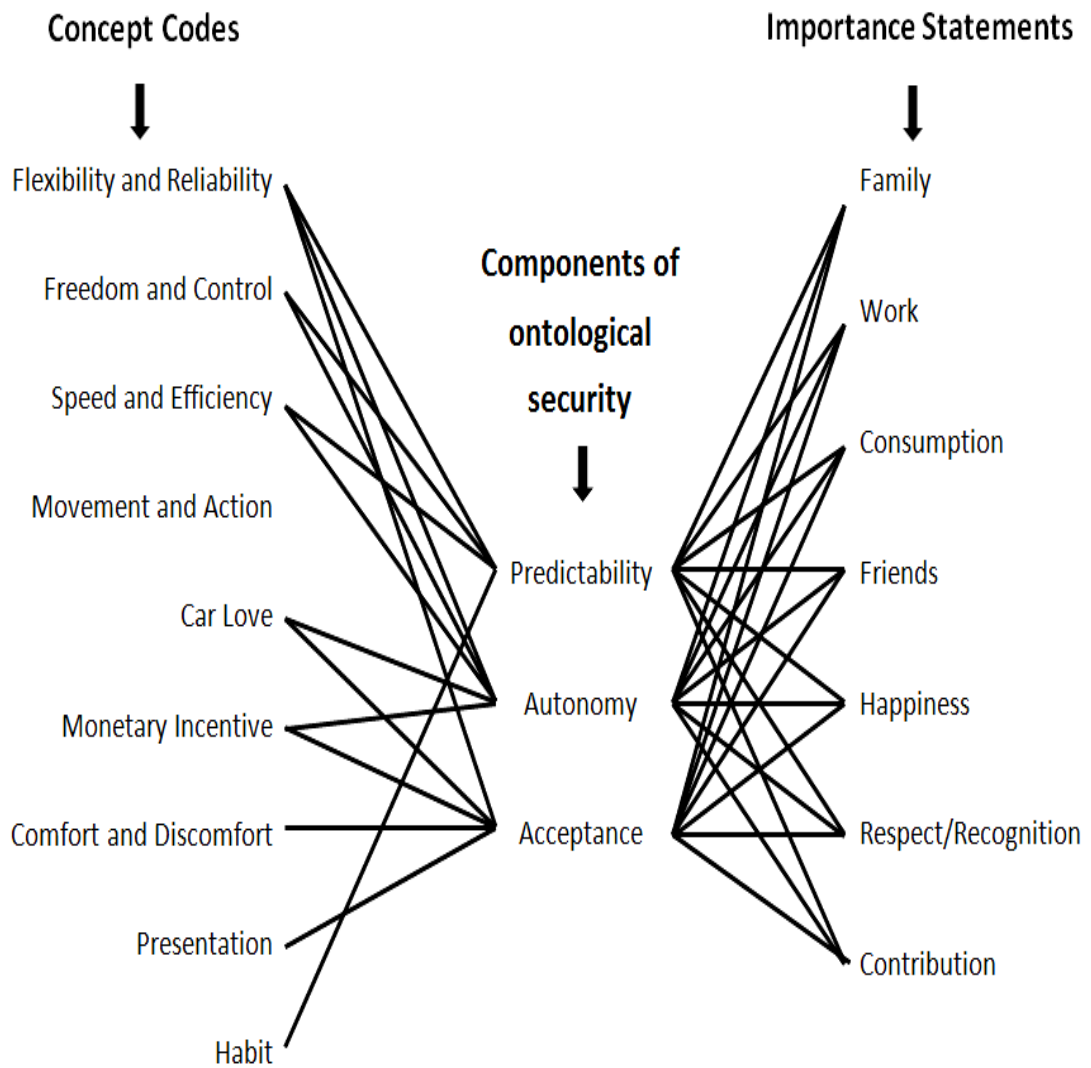 Concept Codes
Importance Statements
Flexibility and Reliability
Freedom and Control
Speed and Efficiency
Movement and Action
Car Love
Monetary Incentive
Comfort and Discomfort
Presentation
Habit
Components of
ontological
security
Predictability
Autonomy
Acceptance
Family
Work
Consumption
Friends
Happiness
Respect/Recognition
Contribution